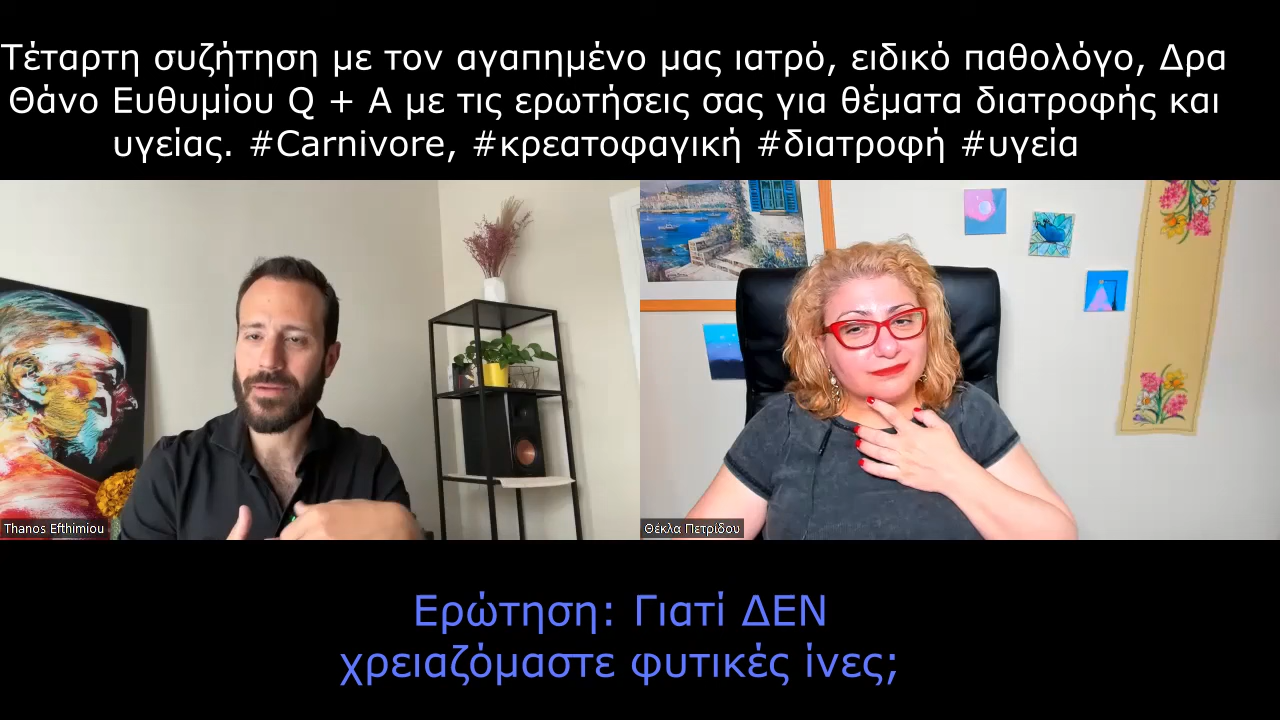 Τέταρτη συζήτηση με τον αγαπημένο μας ιατρό, ειδικό παθολόγο, Δρα
Θάνο Ευθυμίου Q + A με τις ερωτήσεις σας για θέματα διατροφής και
υγείας. #Carnivore, #κρεατοφαγική #διατροφή #υγεία
Thanos Efthimiou
Θέκλα Πετρίδου
Ερώτηση: Γιατί ΔΕΝ
χρειαζόμαστε φυτικές ίνες;